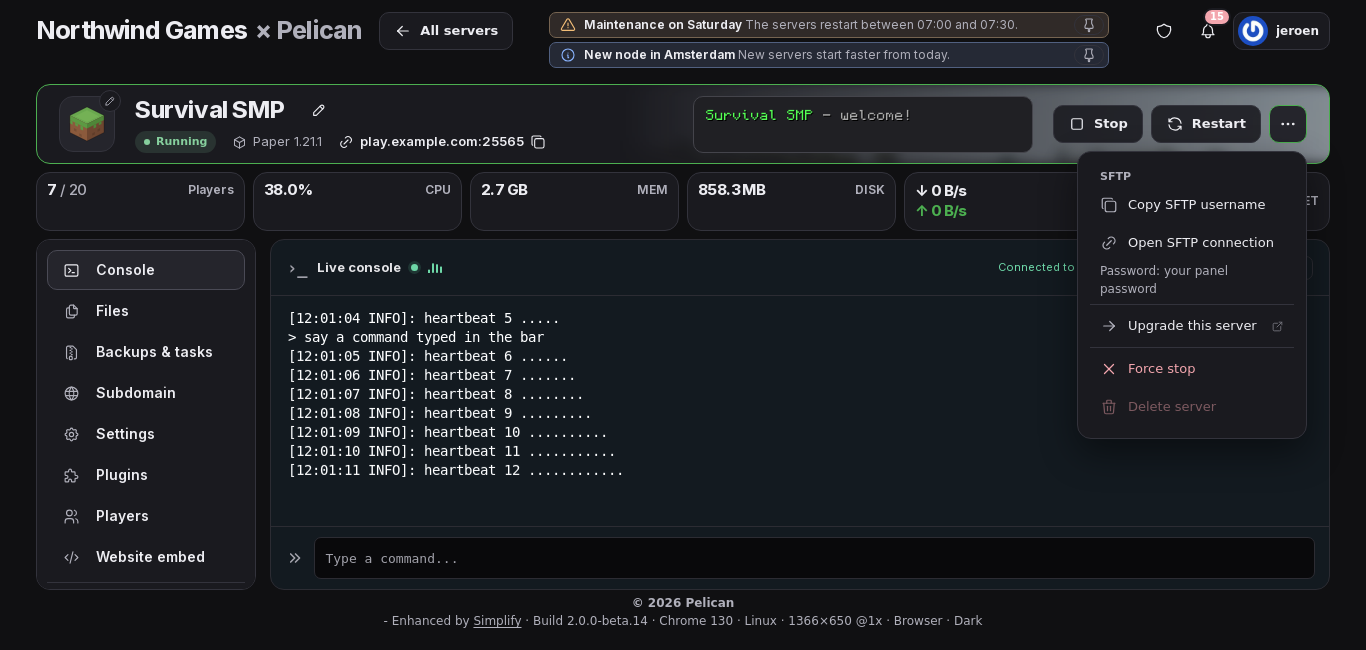 Northwind Games × Pelican
All servers
Maintenance on Saturday The servers restart between 07:00 and 07:30.
New node in Amsterdam New servers start faster from today.
15
jeroen
Survival SMP
Running
Paper 1.21.1
play.example.com:25565
Survival SMP - welcome!
Stop
Restart
7 / 20 Players
38.0% CPU
2.7 GB MEM
858.3 MB DISK
↓ 0 B/s
↑ 0 B/s
ET
SFTP
Copy SFTP username
Open SFTP connection
Password: your panel
password
Upgrade this server
Force stop
Delete server
Console
Files
Backups & tasks
Subdomain
Settings
Plugins
Players
Website embed
Live console
Connected to
[12:01:04 INFO]: heartbeat 5 .....
> say a command typed in the bar
[12:01:05 INFO]: heartbeat 6 ......
[12:01:06 INFO]: heartbeat 7 .......
[12:01:07 INFO]: heartbeat 8 ........
[12:01:08 INFO]: heartbeat 9 .........
[12:01:09 INFO]: heartbeat 10 ..........
[12:01:10 INFO]: heartbeat 11 ...........
[12:01:11 INFO]: heartbeat 12 ............
Type a command...
© 2026 Pelican
- Enhanced by Simplify · Build 2.0.0-beta.14 · Chrome 130 · Linux · 1366×650 @1x · Browser · Dark